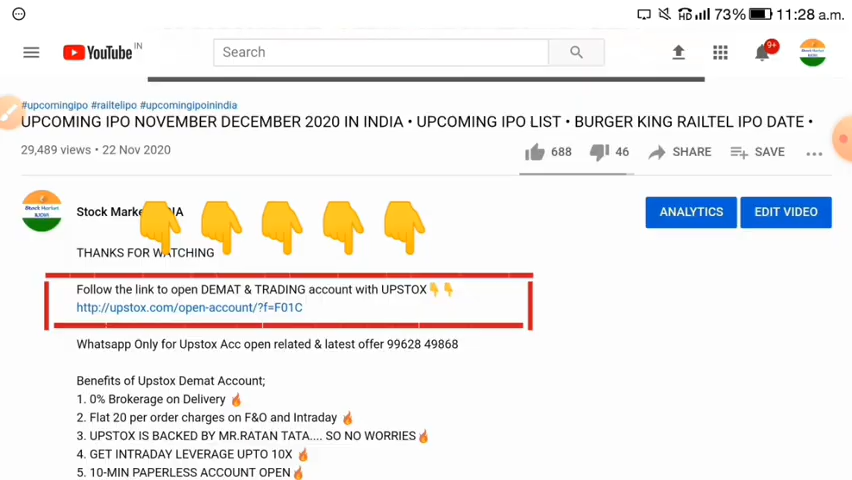 73% 11:28 a.m.
YouTube IN
Search
9+
#upcomingipo #railtelipo #upcomingipoinindia
UPCOMING IPO NOVEMBER DECEMBER 2020 IN INDIA • UPCOMING IPO LIST • BURGER KING RAILTEL IPO DATE •
29,489 views • 22 Nov 2020
688 46 SHARE SAVE
Stock Marke IA
ANALYTICS EDIT VIDEO
THANKS FOR WATCHING
Follow the link to open DEMAT & TRADING account with UPSTOX👇👇
http://upstox.com/open-account/?f=F01C
Whatsapp Only for Upstox Acc open related & latest offer 99628 49868
Benefits of Upstox Demat Account;
1. 0% Brokerage on Delivery 🔥
2. Flat 20 per order charges on F&O and Intraday 🔥
3. UPSTOX IS BACKED BY MR.RATAN TATA.... SO NO WORRIES🔥
4. GET INTRADAY LEVERAGE UPTO 10X 🔥
5. 10-MIN PAPERLESS ACCOUNT OPEN🔥